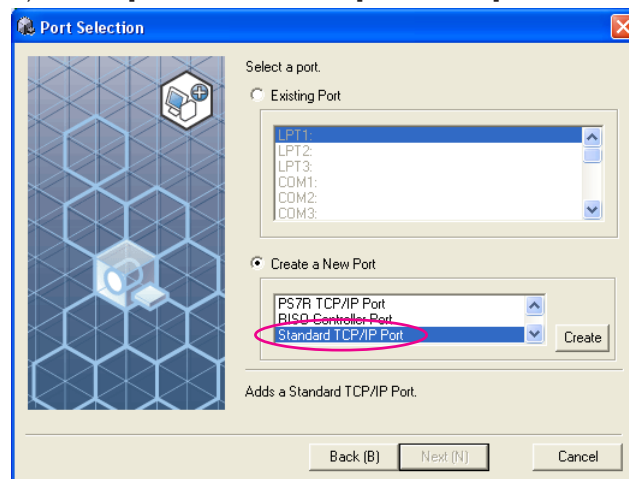 Port Selection
Select a port.
Existing Port
LPT1:
LPT2:
LPT3:
COM1:
COM2:
COM3:
Create a New Port
PS7R TCP/IP Port
BISO Controller Port
Standard TCP/IP Port
Create
Adds a Standard TCP/IP Port.
Back (B)
Next (N)
Cancel